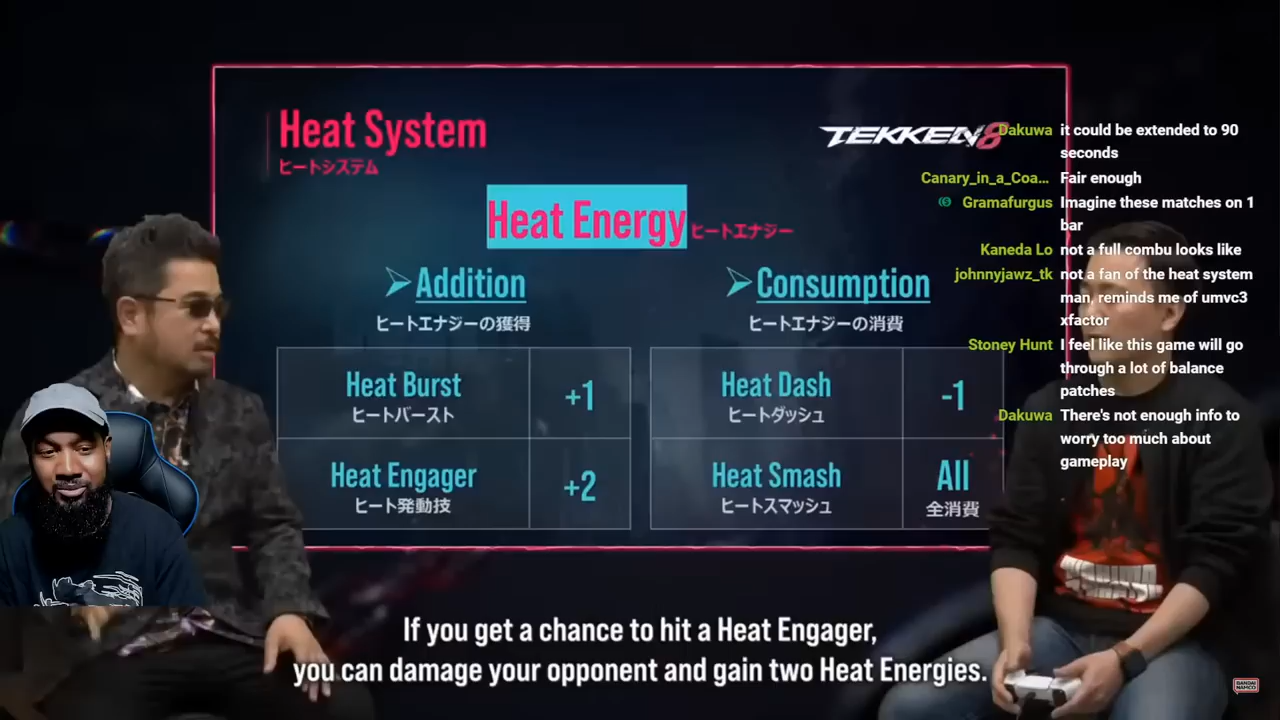 Heat System
ヒートシステム
TEKKEN8
Heat Energy ヒートエナジー
Addition
ヒートエナジーの獲得
Heat Burst
ヒートバースト
+1
Heat Engager
ヒート発動技
+2
Consumption
ヒートエナジーの消費
Heat Dash
ヒートダッシュ
-1
Heat Smash
ヒートスマッシュ
All
全消費
Dakuwa it could be extended to 90
seconds
Canary_in_a_Coa... Fair enough
Gramafurgus Imagine these matches on 1
bar
Kaneda Lo not a full combu looks like
johnnyjawz_tk not a fan of the heat system
man, reminds me of umvc3
xfactor
Stoney Hunt I feel like this game will go
through a lot of balance
patches
Dakuwa There's not enough info to
worry too much about
gameplay
If you get a chance to hit a Heat Engager,
you can damage your opponent and gain two Heat Energies.
BANDAI
NAMCO